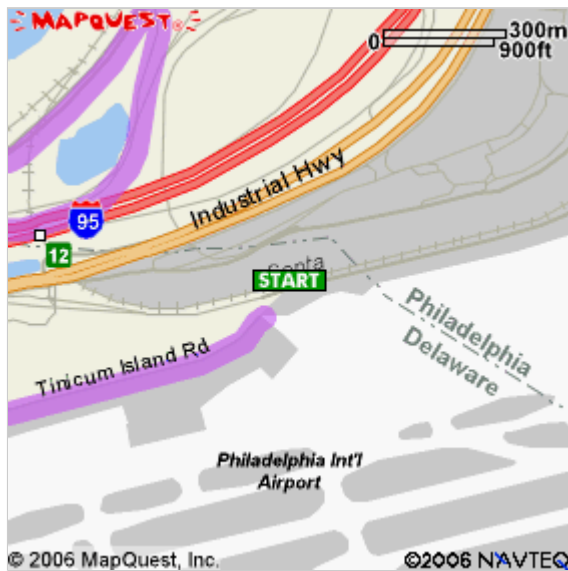 MAPQUEST®
0 300m
900ft
Industrial Hwy
95
12
START
Philadelphia
Delaware
Tinicum Island Rd
Philadelphia Int'l
Airport
© 2006 MapQuest, Inc.
©2006 NAVTEQ